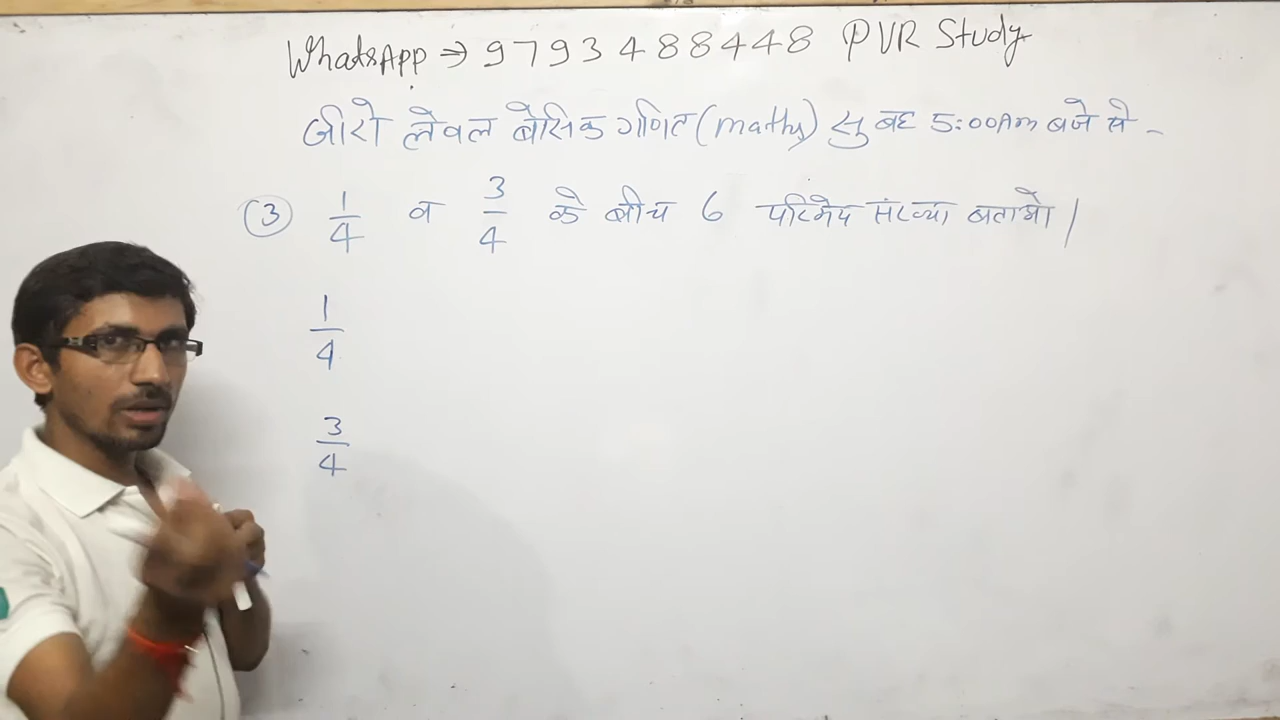 WhatsApp → 9793488448 PVR Study
जीरो लेवल बेसिक गणित (maths) सुबह 5:00Am बजे से -
(3) 1/4 व 3/4 के बीच 6 परिमेय संख्या बताओ |
1/4
3/4